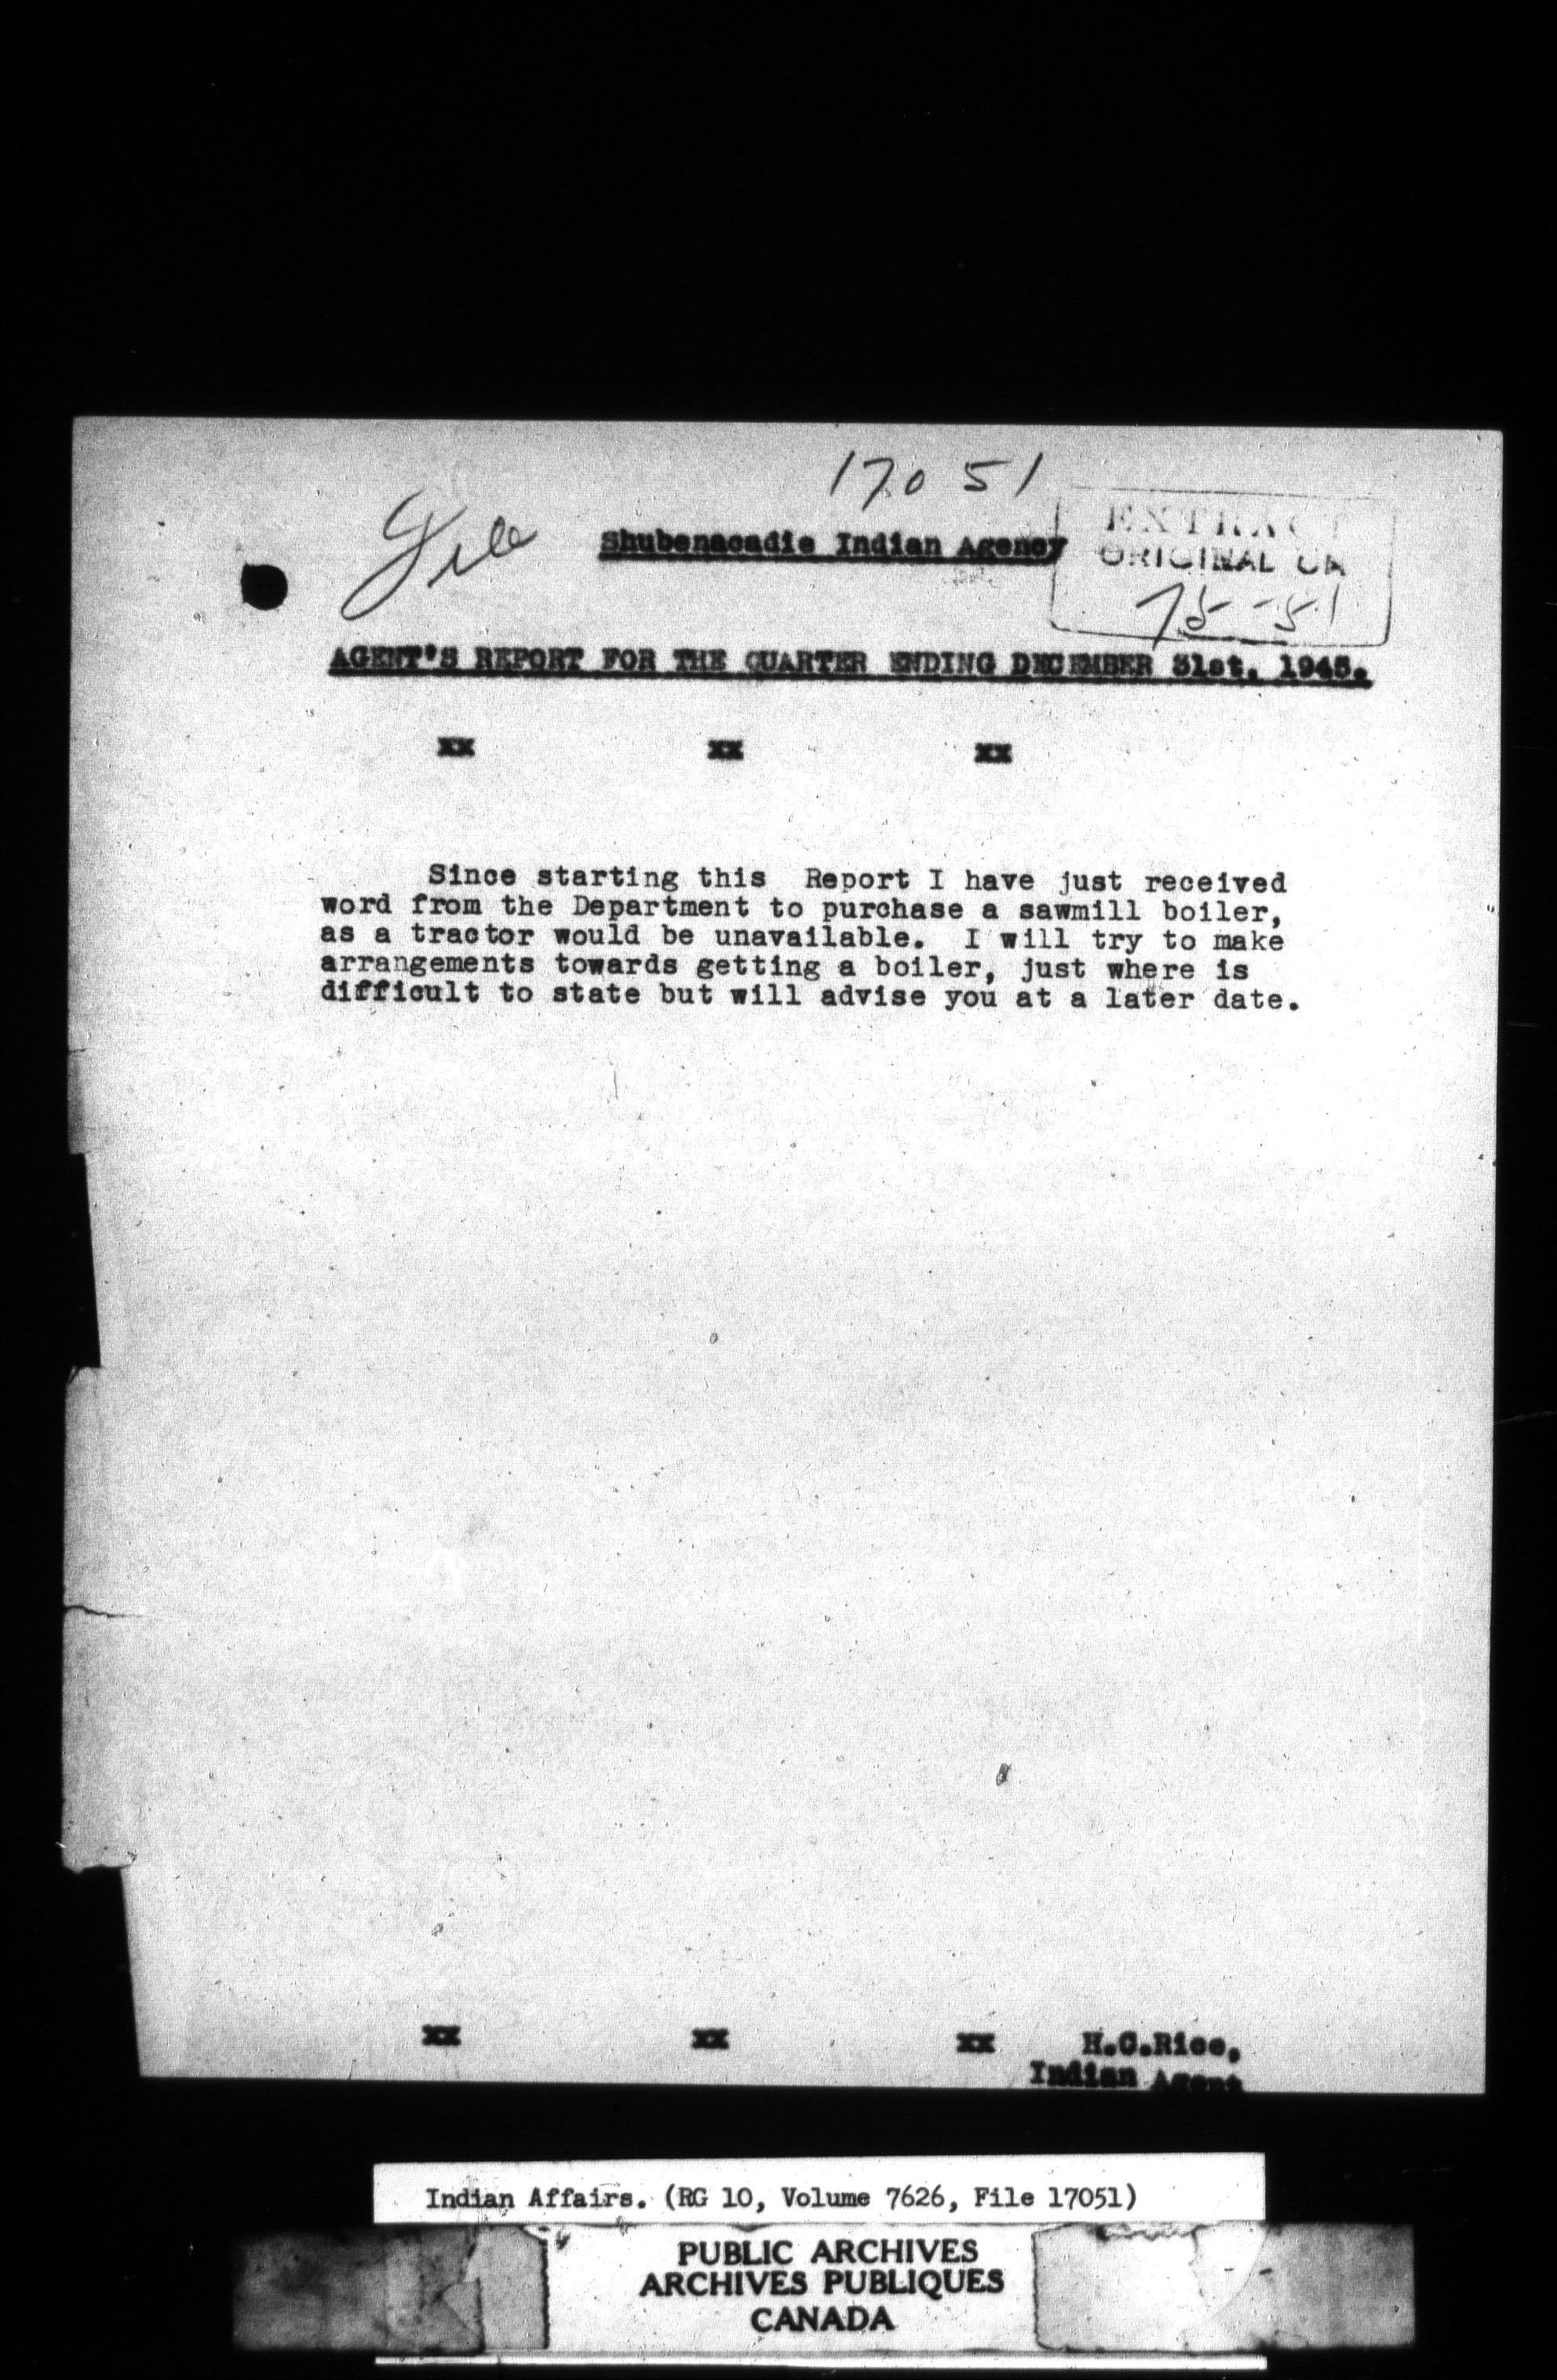 17051
File
Shubenacadie Indian Agency
EXTRACT
ORIGINAL ON
75-51
AGENT'S REPORT FOR THE QUARTER ENDING DECEMBER 31st, 1945.
xx xx xx
Since starting this Report I have just received
word from the Department to purchase a sawmill boiler,
as a tractor would be unavailable. I will try to make
arrangements towards getting a boiler, just where is
difficult to state but will advise you at a later date.
xx xx xx H.C.Rice,
Indian Agent
Indian Affairs. (RG 10, Volume 7626, File 17051)
PUBLIC ARCHIVES
ARCHIVES PUBLIQUES
CANADA